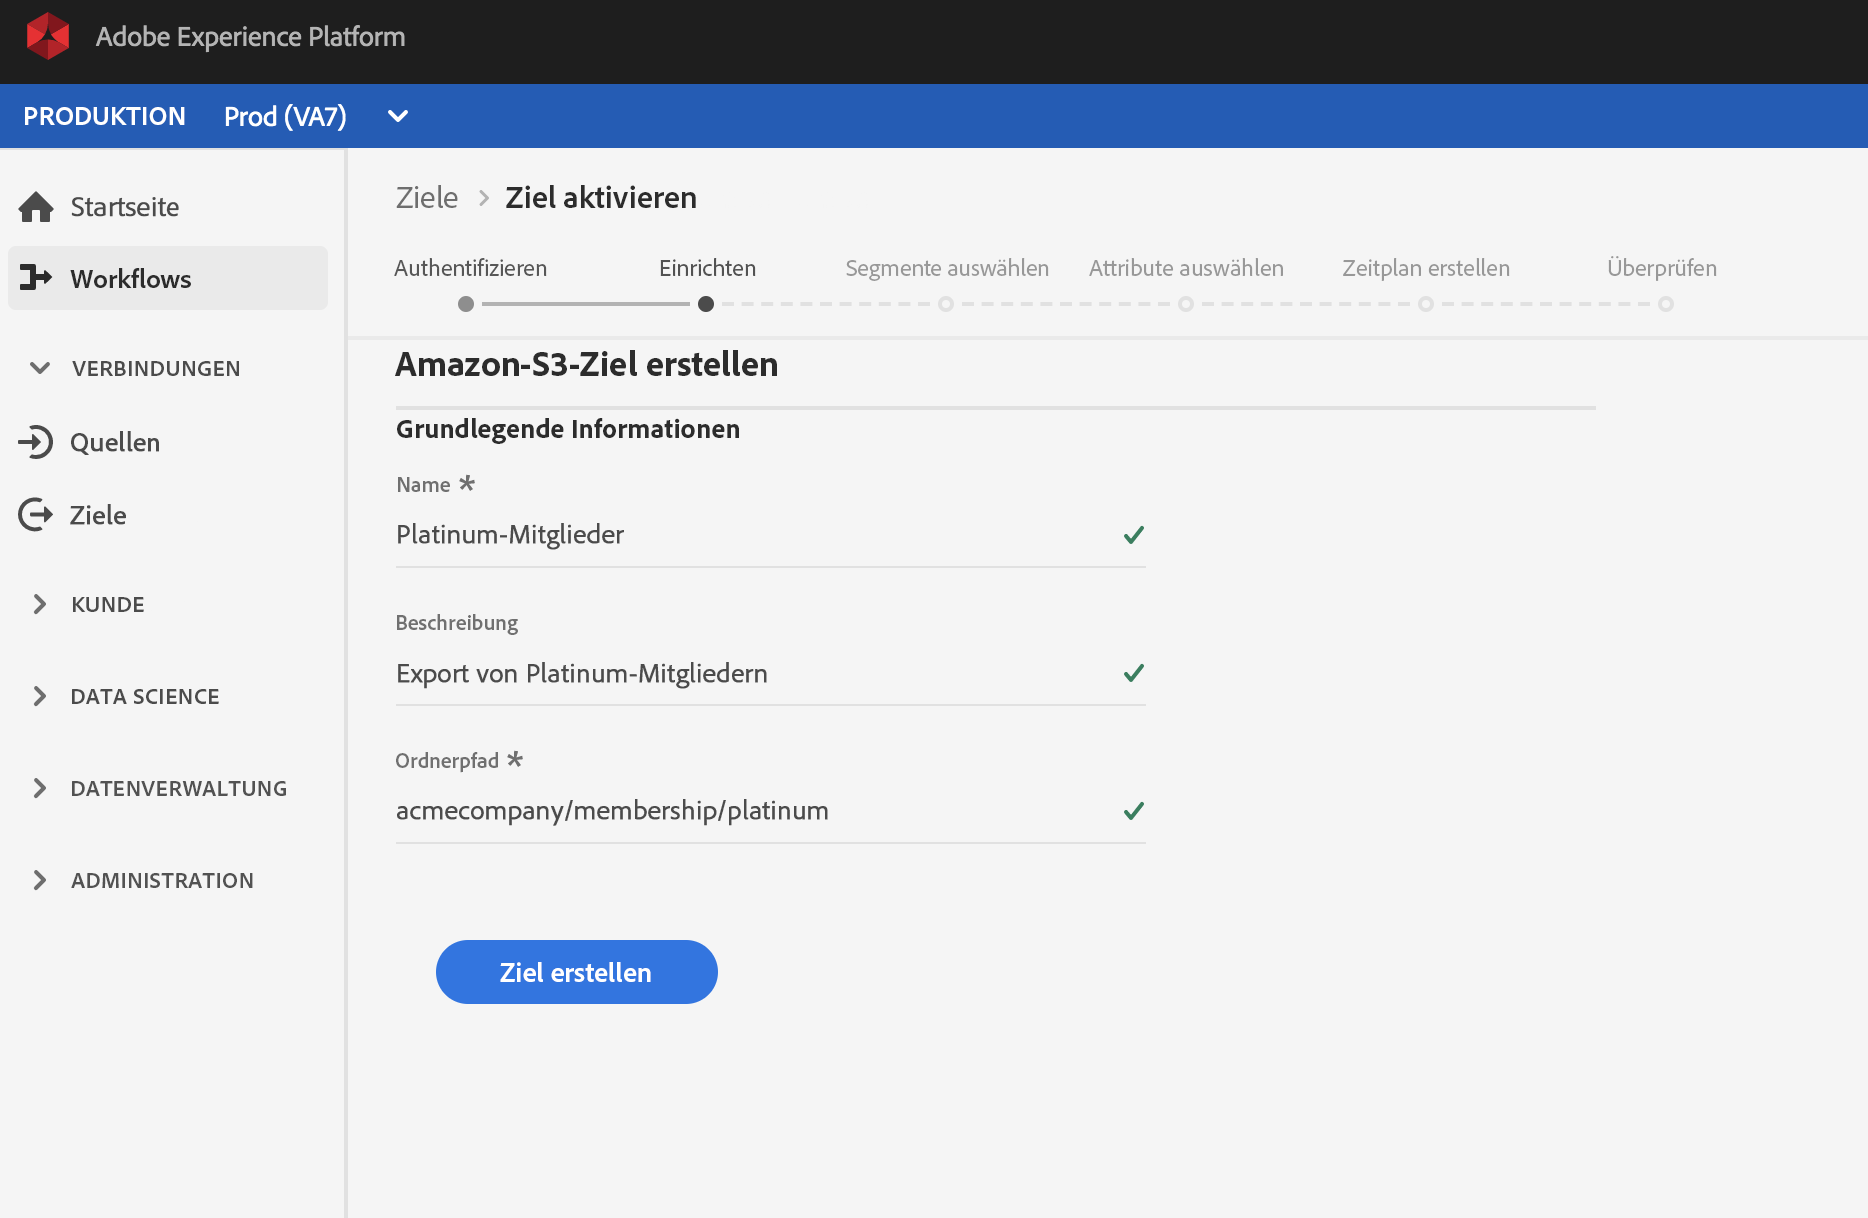 Adobe Experience Platform
PRODUKTION Prod (VA7)
Startseite
Workflows
VERBINDUNGEN
Quellen
Ziele
KUNDE
DATA SCIENCE
DATENVERWALTUNG
ADMINISTRATION
Ziele > Ziel aktivieren
Authentifizieren Einrichten Segmente auswählen Attribute auswählen Zeitplan erstellen Überprüfen
Amazon-S3-Ziel erstellen
Grundlegende Informationen
Name *
Platinum-Mitglieder
Beschreibung
Export von Platinum-Mitgliedern
Ordnerpfad *
acmecompany/membership/platinum
Ziel erstellen